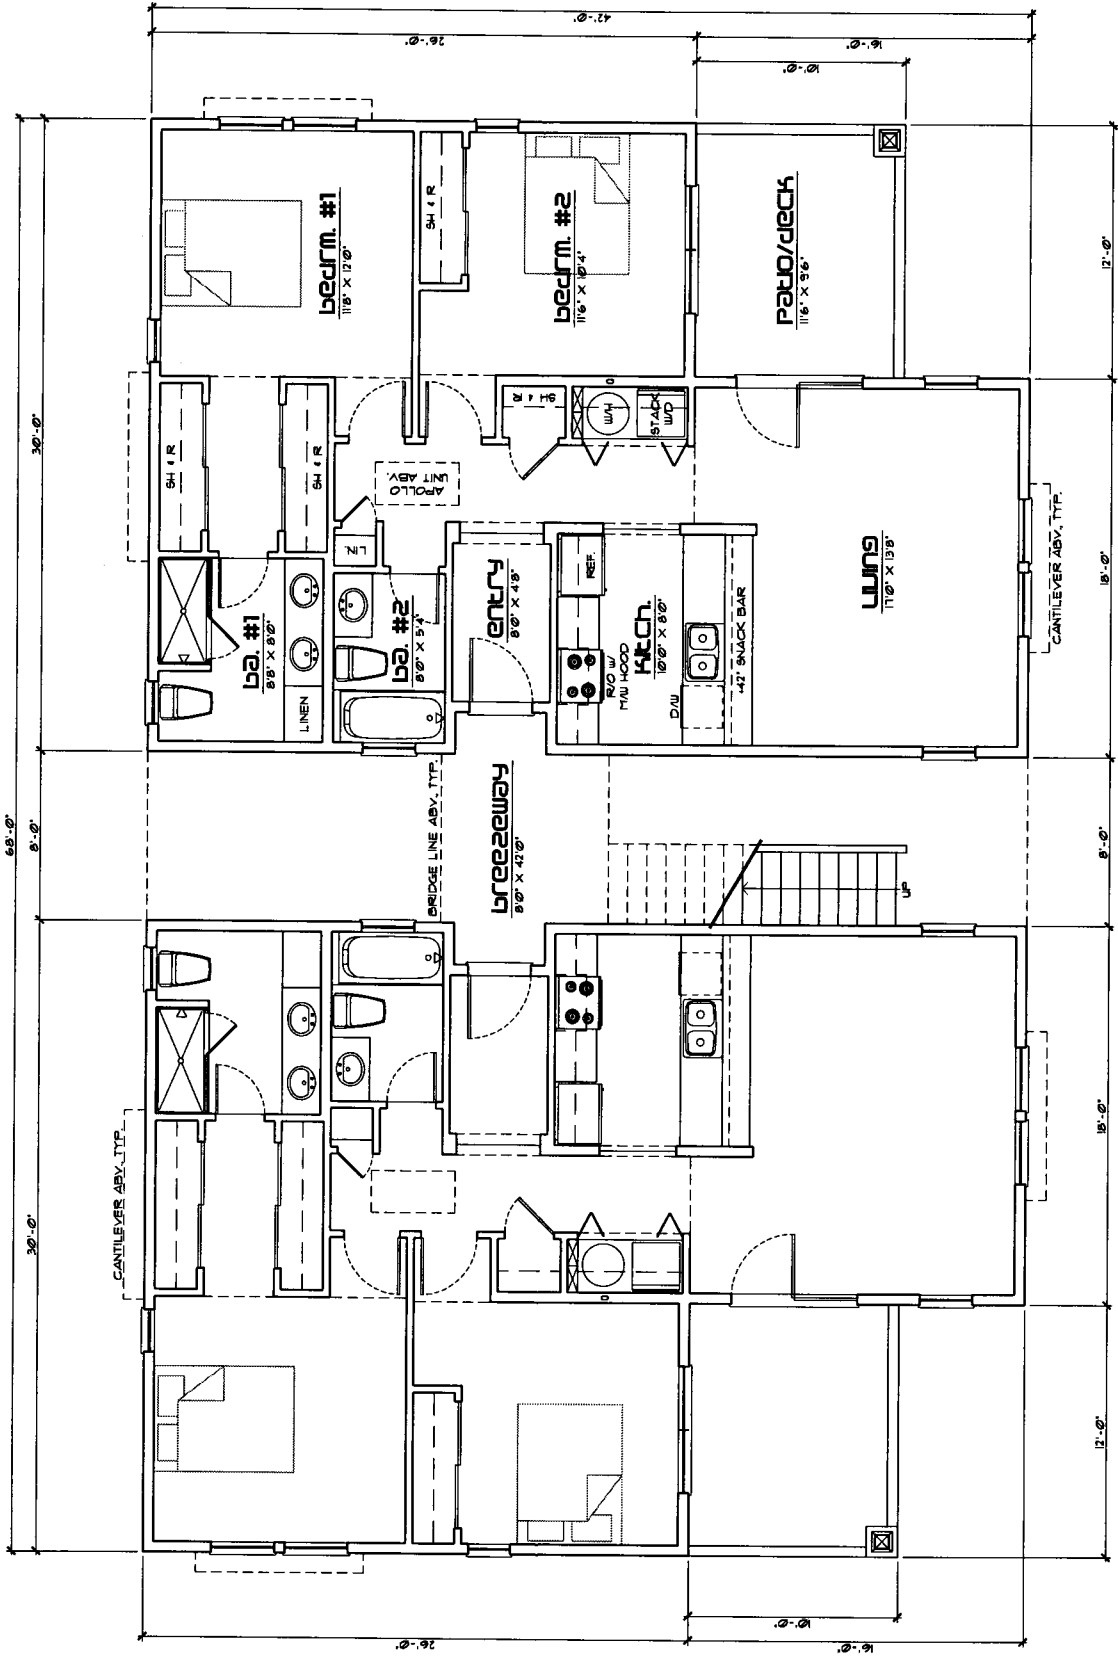 68'-0"
30'-0"
8'-0"
30'-0"
CANTILEVER ABV., TYP.
26'-0"
16'-0"
10'-0"
12'-0"
18'-0"
8'-0"
18'-0"
12'-0"
42'-0"
26'-0"
16'-0"
10'-0"
bedrm. #1
11'8" X 12'0"
SH & R
SH & R
SH & R
bedrm. #2
11'6" X 10'4"
patio/deck
11'6" X 9'6"
SH & R
H/W
STACK
W/D
APOLLO
UNIT ABV.
LIN.
ba. #1
8'8" X 8'0"
LINEN
ba. #2
8'0" X 5'4"
entry
8'0" X 4'8"
REF.
R/O W/
M/W HOOD
kitch.
10'0" X 8'0"
D/W
+42" SNACK BAR
living
17'0" X 13'8"
CANTILEVER ABV., TYP.
BRIDGE LINE ABV., TYP.
breezeway
8'0" X 42'0"
UP